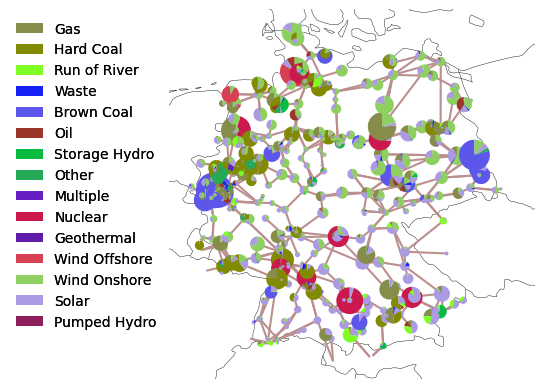 Gas
Hard Coal
Run of River
Waste
Brown Coal
Oil
Storage Hydro
Other
Multiple
Nuclear
Geothermal
Wind Offshore
Wind Onshore
Solar
Pumped Hydro